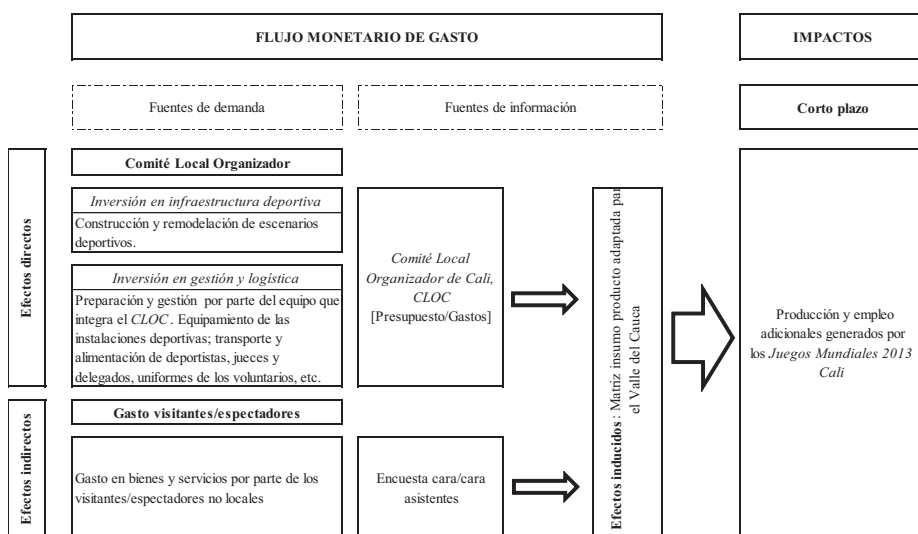 FLUJO MONETARIO DE GASTO
IMPACTOS
Fuentes de demanda
Fuentes de información
Corto plazo
Efectos directos
Comité Local Organizador
Inversión en infraestructura deportiva
Construcción y remodelación de escenarios
deportivos.
Inversión en gestión y logística
Preparación y gestión por parte del equipo que
integra el CLOC. Equipamiento de las
instalaciones deportivas; transporte y
alimentación de deportistas, jueces y
delegados, uniformes de los voluntarios, etc.
Comité Local
Organizador de Cali,
CLOC
[Presupuesto/Gastos]
Efectos inducidos: Matriz insumo producto adaptada par
el Valle del Cauca
Producción y empleo
adicionales generados por
los Juegos Mundiales 2013
Cali
Efectos indirectos
Gasto visitantes/espectadores
Gasto en bienes y servicios por parte de los
visitantes/espectadores no locales
Encuesta cara/cara
asistentes